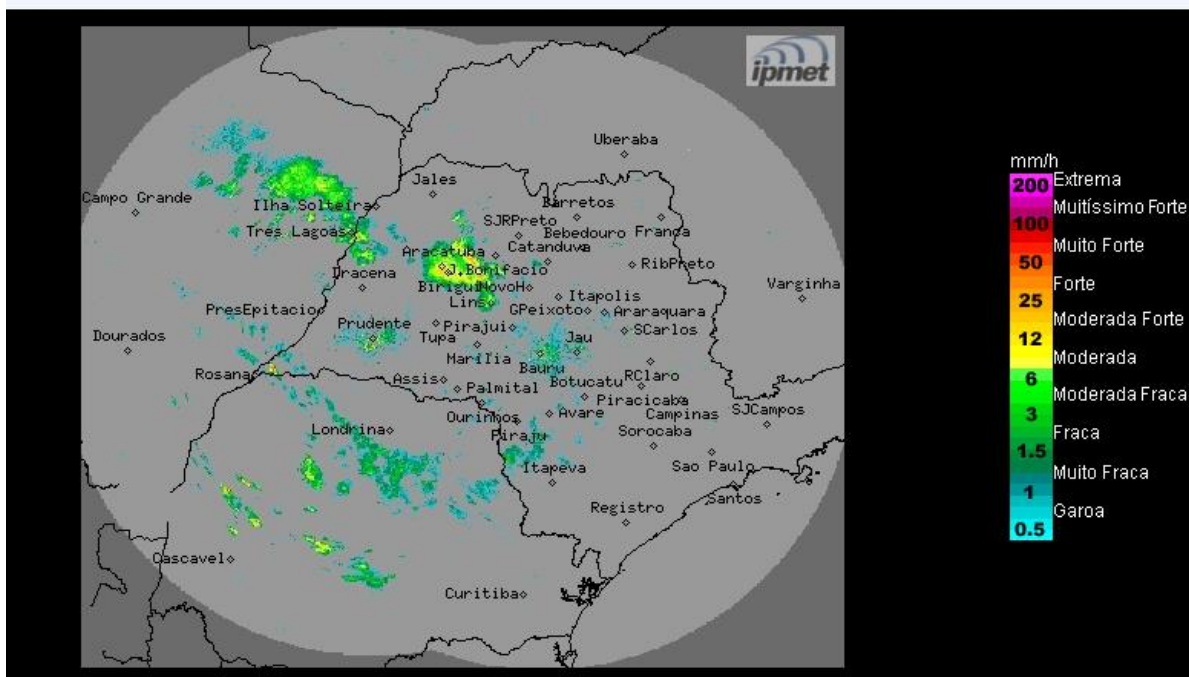 ipmet
Uberaba
Campo Grande
Jales
Ilha Solteira
Barretos
Tres Lagoas
SJRPreto
Bebedouro
Franca
Aracatuba
Catanduva
Dracena
J.Bonifacio
RibPreto
Birigui
NovoH
Varginha
PresEpitacio
Lins
Itapolis
GPeixoto
Araraquara
Dourados
Prudente
Pirajui
SCarlos
Tupa
Jau
Marilia
Bauru
Rosana
Assis
Palmital
Botucatu
RClaro
Piracicaba
Ourinhos
Avare
Campinas
SJCampos
Londrina
Piraju
Sorocaba
Itapeva
Sao Paulo
Santos
Registro
Cascavel
Curitiba
mm/h
200 Extrema
Muitíssimo Forte
100
Muito Forte
50
Forte
25
Moderada Forte
12
Moderada
6
Moderada Fraca
3
Fraca
1.5
Muito Fraca
1
Garoa
0.5